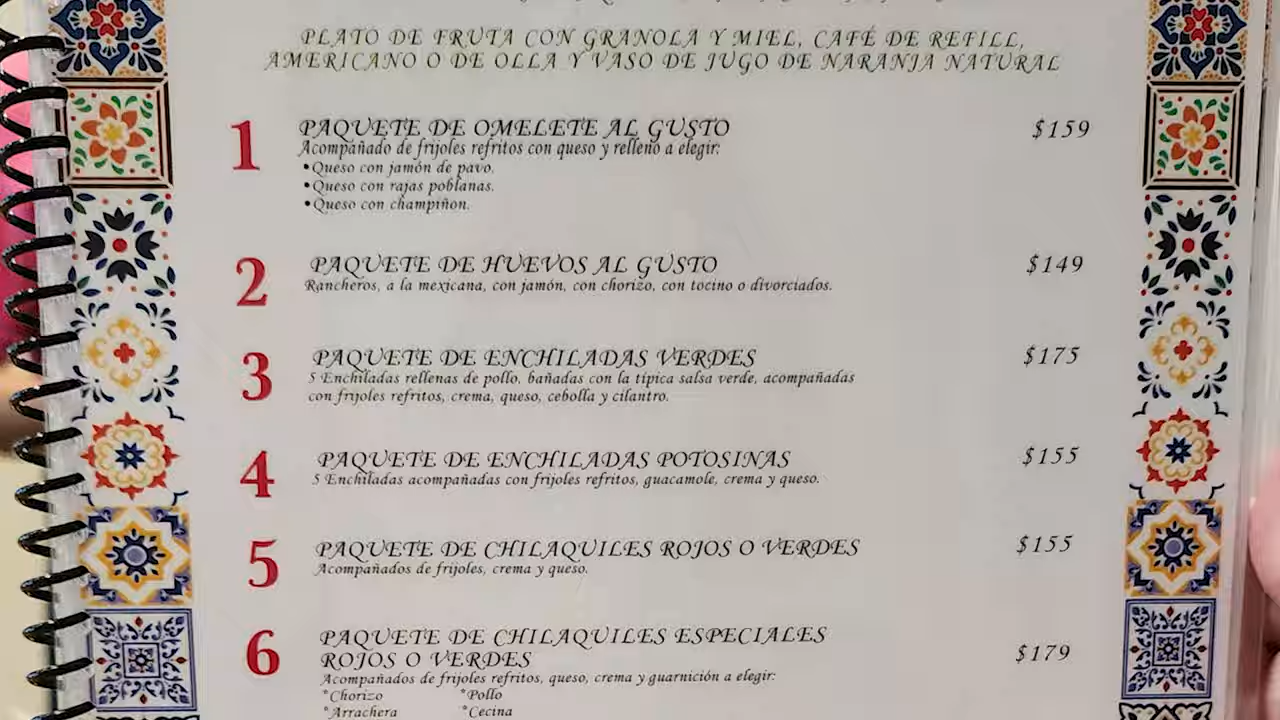 PLATO DE FRUTA CON GRANOLA Y MIEL, CAFÉ DE REFILL,
AMERICANO O DE OLLA Y VASO DE JUGO DE NARANJA NATURAL
1 PAQUETE DE OMELETE AL GUSTO $159
Acompañado de frijoles refritos con queso y relleno a elegir:
•Queso con jamón de pavo.
•Queso con rajas poblanas.
•Queso con champiñon.
2 PAQUETE DE HUEVOS AL GUSTO $149
Rancheros, a la mexicana, con jamón, con chorizo, con tocino o divorciados.
3 PAQUETE DE ENCHILADAS VERDES $175
5 Enchiladas rellenas de pollo, bañadas con la típica salsa verde, acompañadas
con frijoles refritos, crema, queso, cebolla y cilantro.
4 PAQUETE DE ENCHILADAS POTOSINAS $155
5 Enchiladas acompañadas con frijoles refritos, guacamole, crema y queso.
5 PAQUETE DE CHILAQUILES ROJOS O VERDES $155
Acompañados de frijoles, crema y queso.
6 PAQUETE DE CHILAQUILES ESPECIALES
ROJOS O VERDES $179
Acompañados de frijoles refritos, queso, crema y guarnición a elegir:
*Chorizo *Pollo
*Arrachera *Cecina